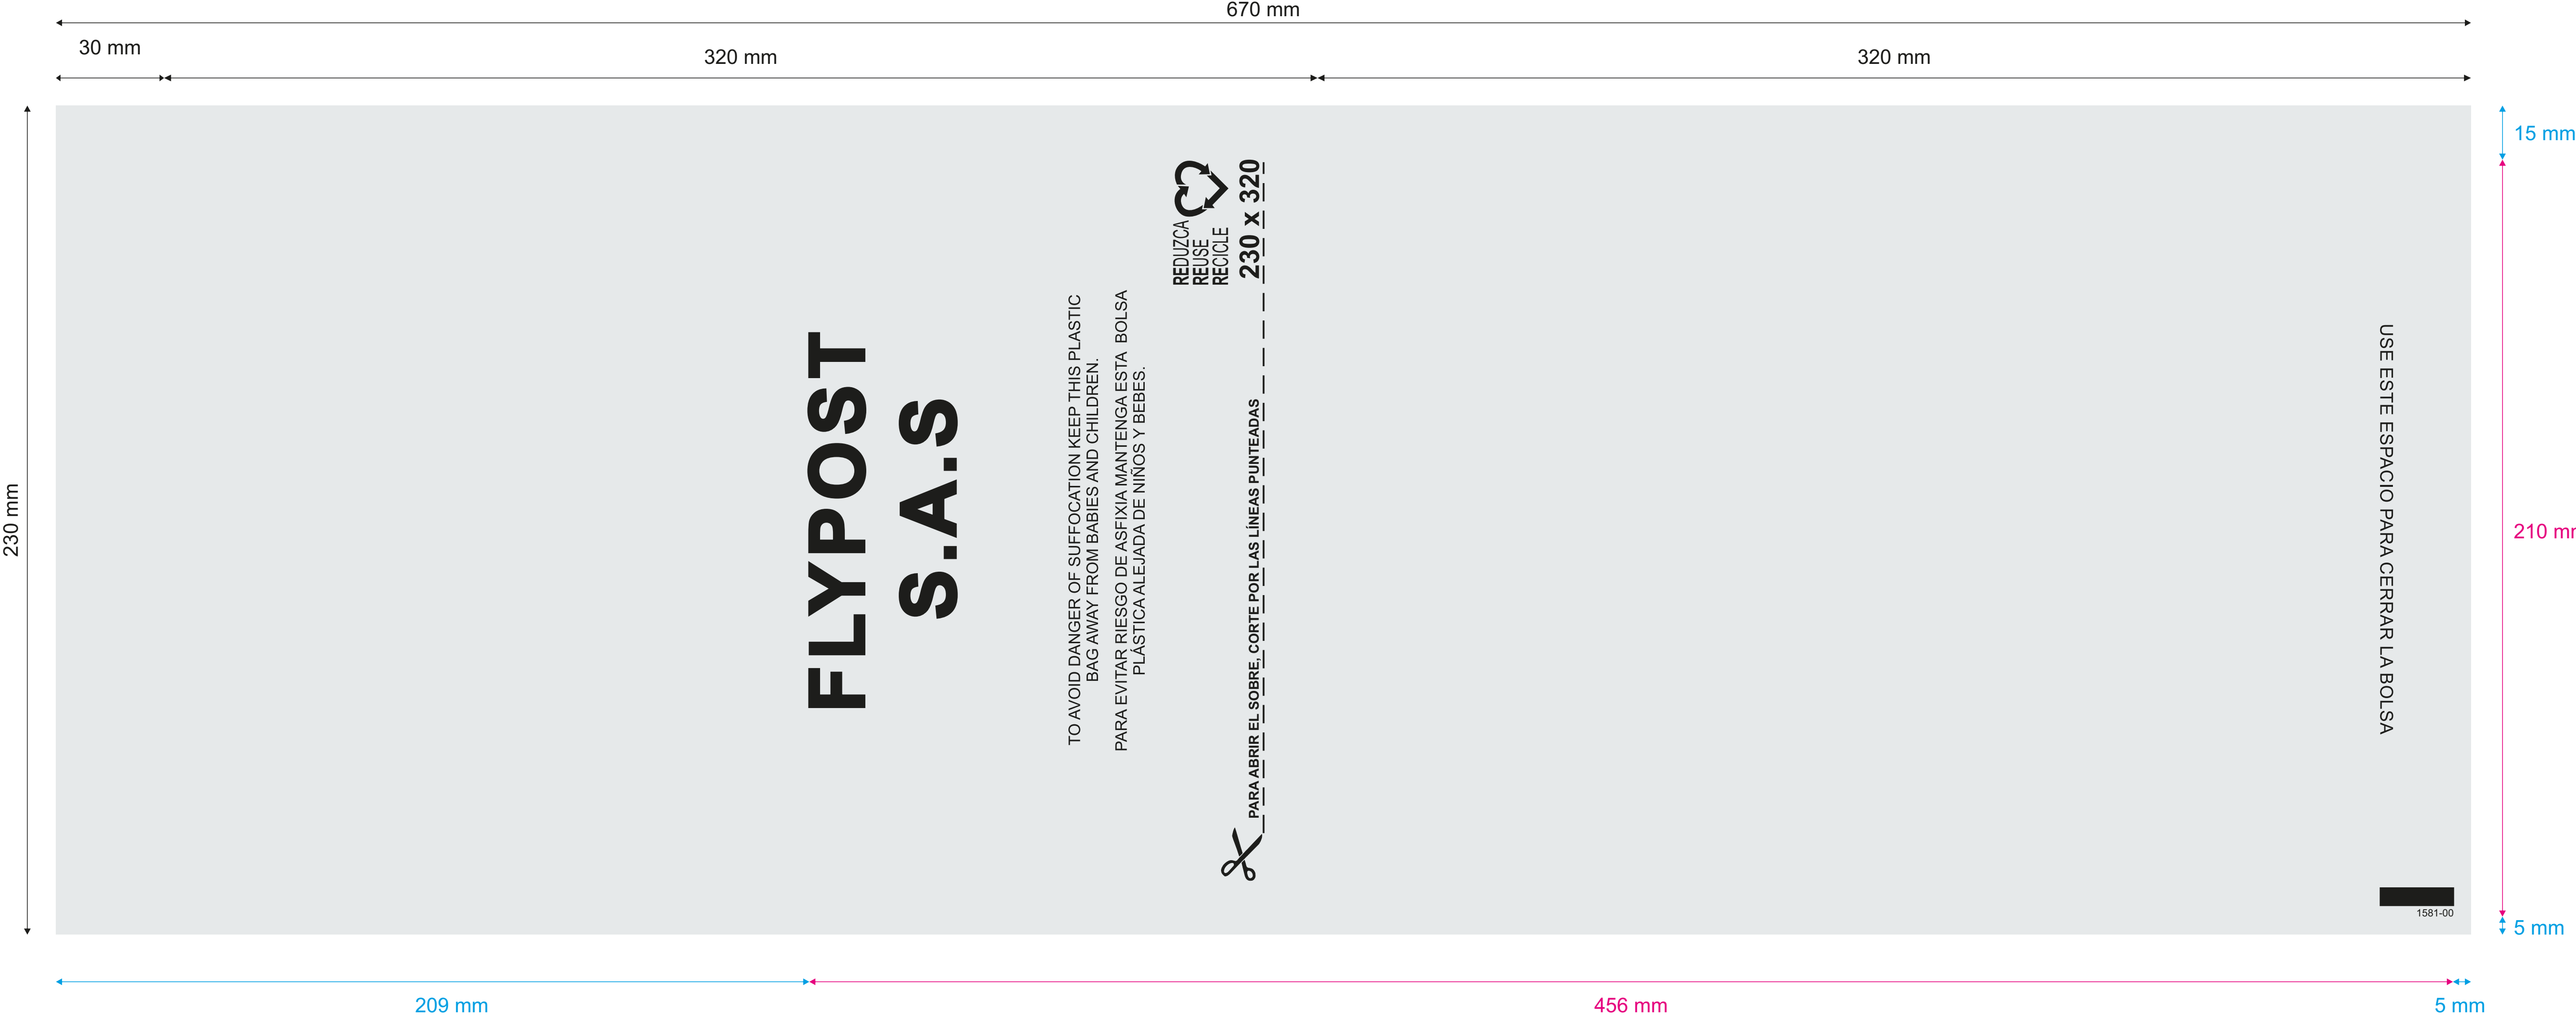 670 mm
30 mm
320 mm
320 mm
230 mm
15 mm
210 m
5 mm
FLYPOST
S.A.S
TO AVOID DANGER OF SUFFOCATION KEEP THIS PLASTIC
BAG AWAY FROM BABIES AND CHILDREN.
PARA EVITAR RIESGO DE ASFIXIA MANTENGA ESTA BOLSA
PLÁSTICA ALEJADA DE NIÑOS Y BEBES.
REDUZCA
REUSE
RECICLE
230 x 320
PARA ABRIR EL SOBRE, CORTE POR LAS LÍNEAS PUNTEADAS
USE ESTE ESPACIO PARA CERRAR LA BOLSA
1581-00
209 mm
456 mm
5 mm